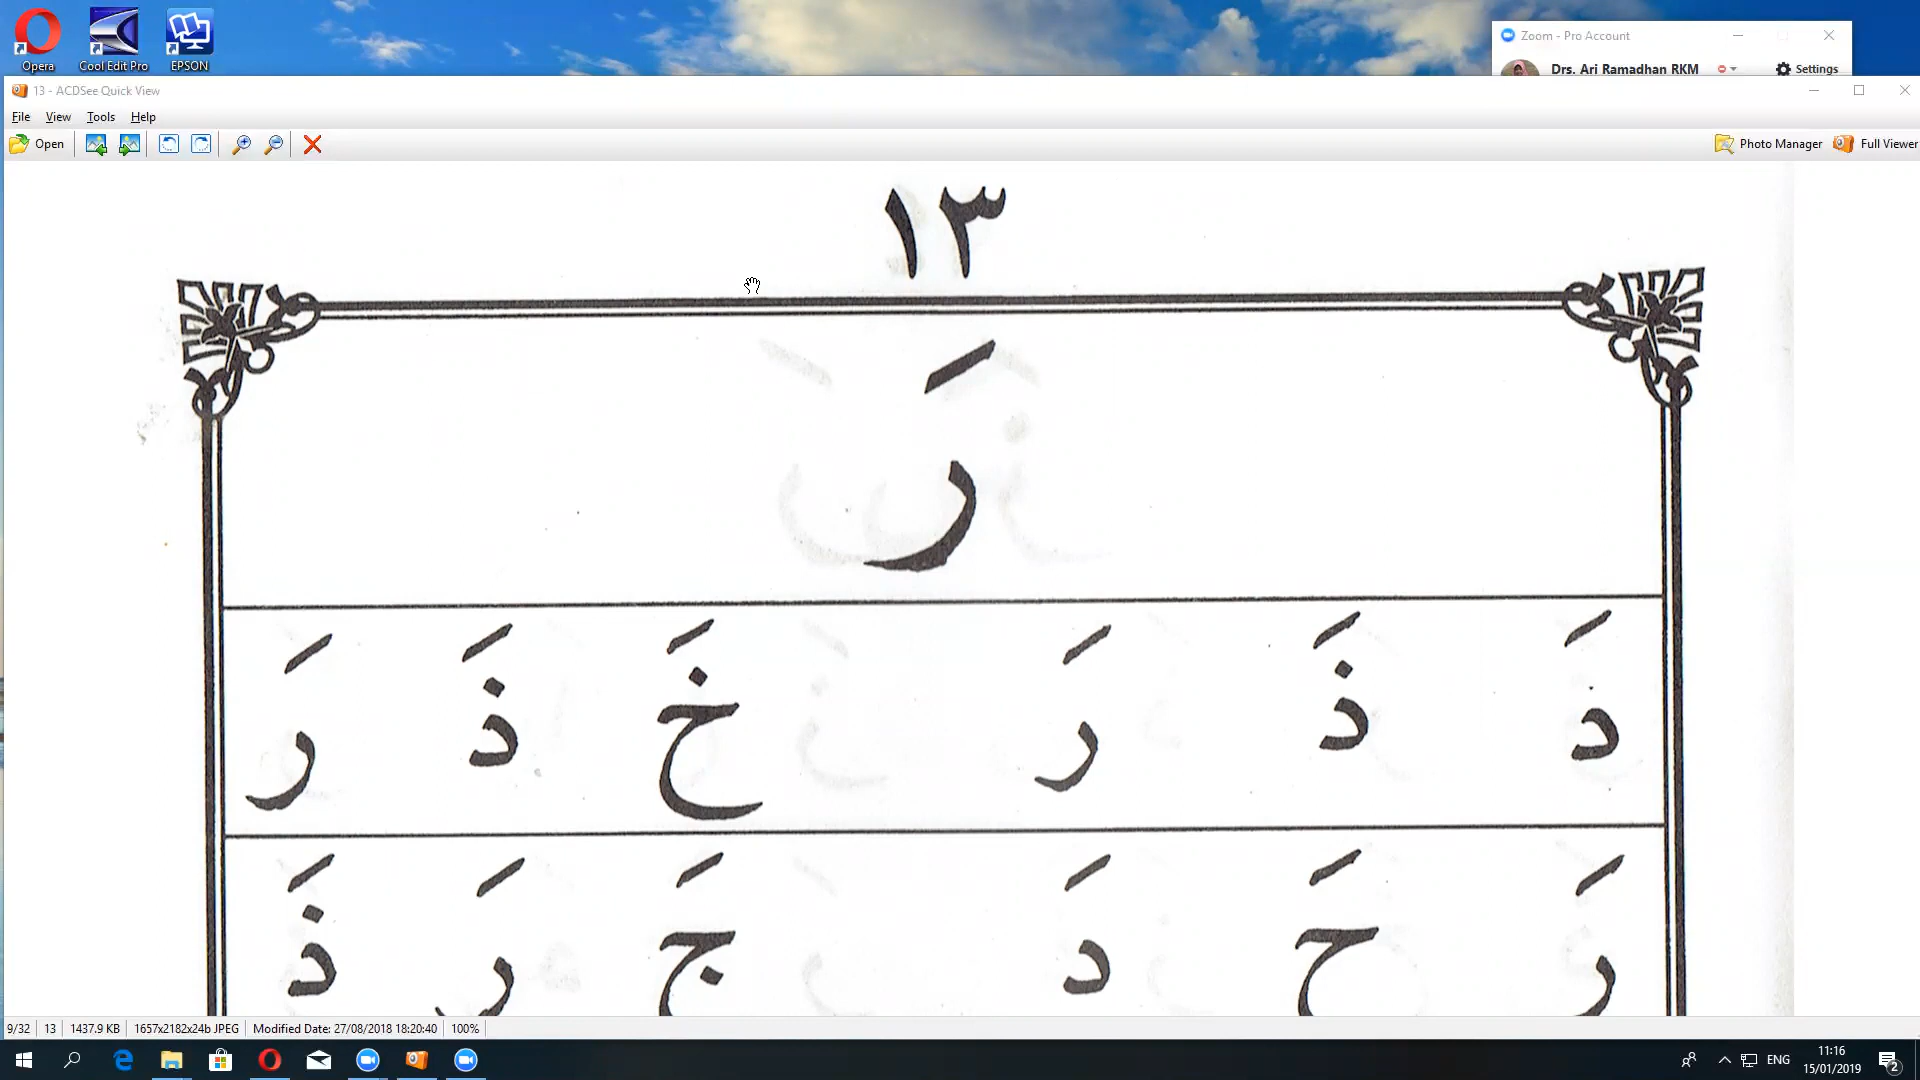 Opera
Cool Edit Pro
EPSON
Zoom - Pro Account
Drs. Ari Ramadhan RKM
Settings
13 - ACDSee Quick View
File View Tools Help
Open
Photo Manager
Full Viewer
١٣
رَ
دَ ذَ رَ خَ ذَ رَ
رَ حَ دَ جَ رَ ذَ
9/32 13 1437.9 KB 1657x2182x24b JPEG Modified Date: 27/08/2018 18:20:40 100%
ENG
11:16
15/01/2019
2